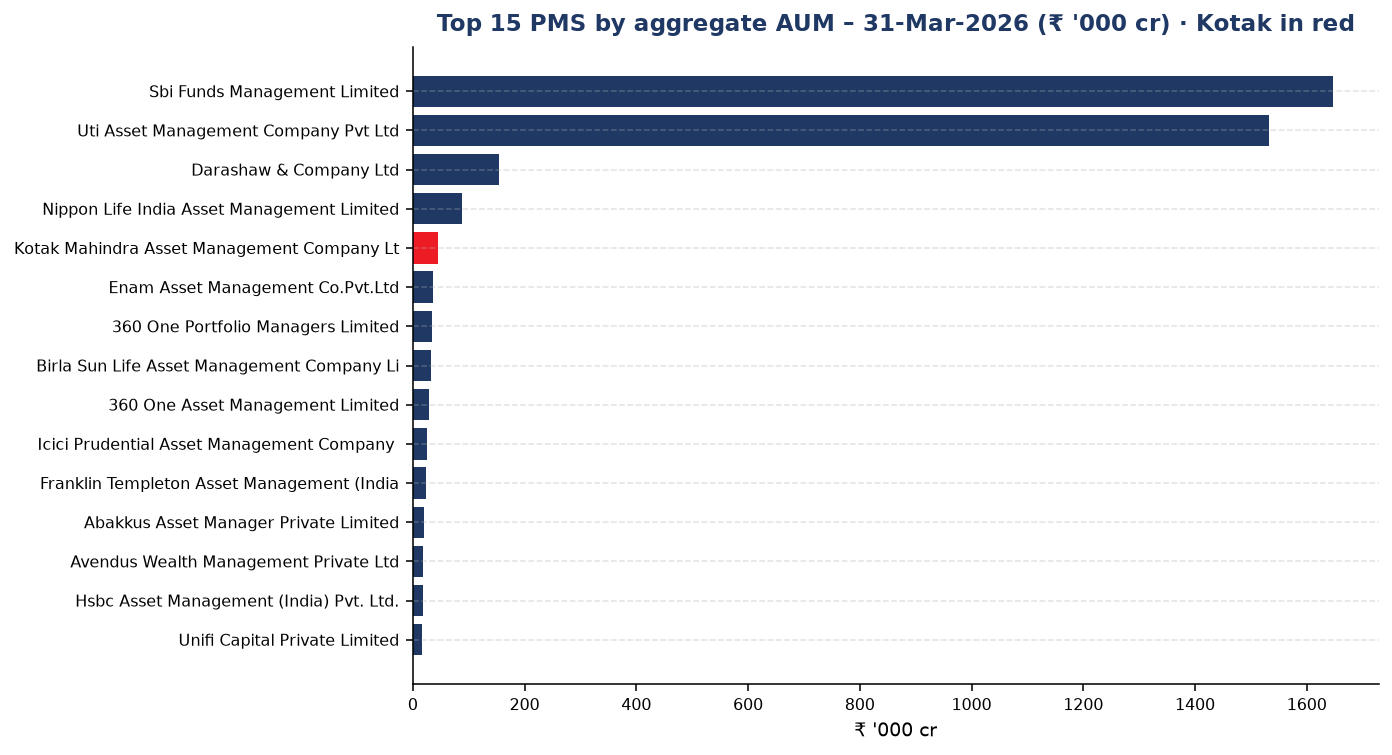 Top 15 PMS by aggregate AUM – 31-Mar-2026 (₹ '000 cr) · Kotak in red
Sbi Funds Management Limited
Uti Asset Management Company Pvt Ltd
Darashaw & Company Ltd
Nippon Life India Asset Management Limited
Kotak Mahindra Asset Management Company Lt
Enam Asset Management Co.Pvt.Ltd
360 One Portfolio Managers Limited
Birla Sun Life Asset Management Company Li
360 One Asset Management Limited
Icici Prudential Asset Management Company
Franklin Templeton Asset Management (India
Abakkus Asset Manager Private Limited
Avendus Wealth Management Private Ltd
Hsbc Asset Management (India) Pvt. Ltd.
Unifi Capital Private Limited
0 200 400 600 800 1000 1200 1400 1600
₹ '000 cr